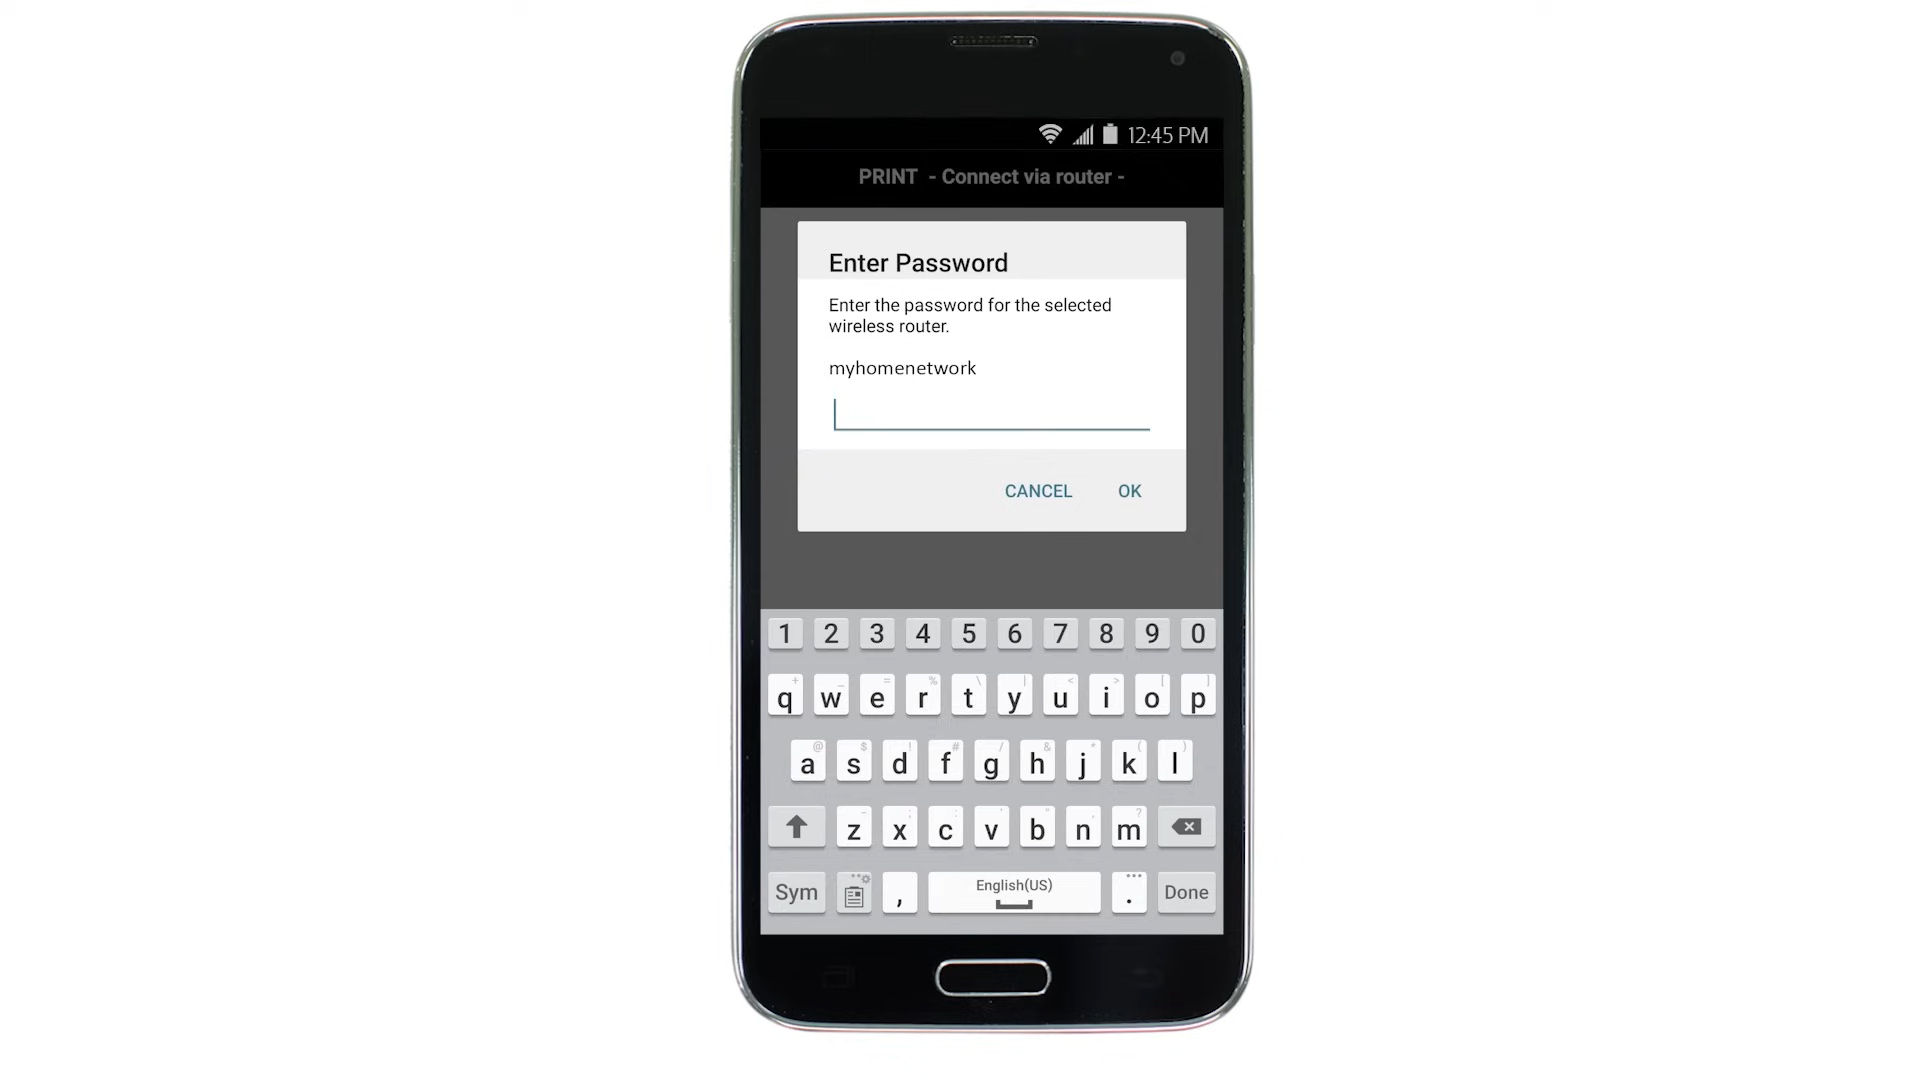 12:45 PM
PRINT - Connect via router -
Enter Password
Enter the password for the selected
wireless router.
myhomenetwork
CANCEL OK
1 2 3 4 5 6 7 8 9 0
+ _ = % \ | < > [ ]
q w e r t y u i o p
@ $ ! # / & * ( )
a s d f g h j k l
z x c v b n m
Sym , English(US) . Done